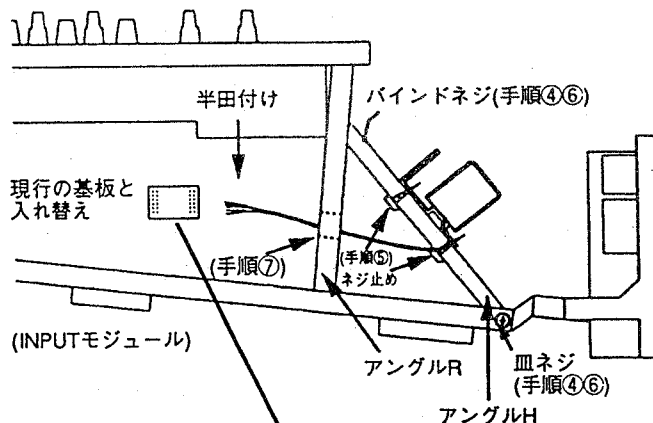 半田付け
バインドネジ(手順④⑥)
現行の基板と
入れ替え
(手順⑦)
(手順⑤)
ネジ止め
(INPUTモジュール)
アングルR
皿ネジ
(手順④⑥)
アングルH